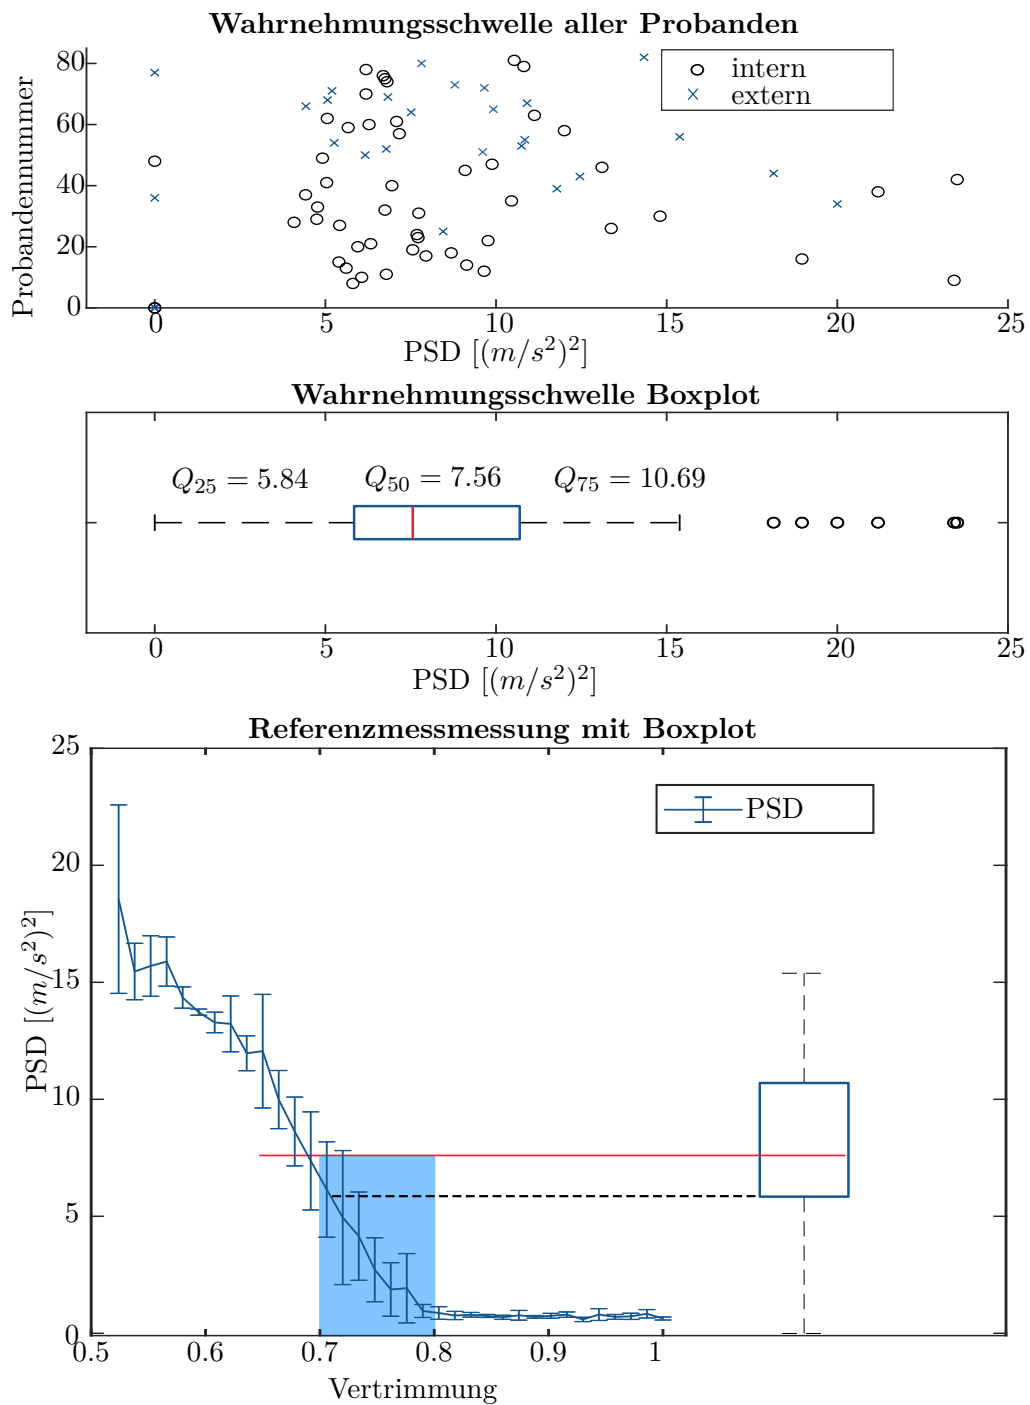 Wahrnehmungsschwelle aller Probanden
Probandennummer
80
60
40
20
0
intern
extern
0 5 10 15 20 25
PSD [(m/s²)²]
Wahrnehmungsschwelle Boxplot
Q₂₅ = 5.84 Q₅₀ = 7.56 Q₇₅ = 10.69
0 5 10 15 20 25
PSD [(m/s²)²]
Referenzmessmessung mit Boxplot
PSD [(m/s²)²]
25
20
15
10
5
0
PSD
0.5 0.6 0.7 0.8 0.9 1
Vertrimmung